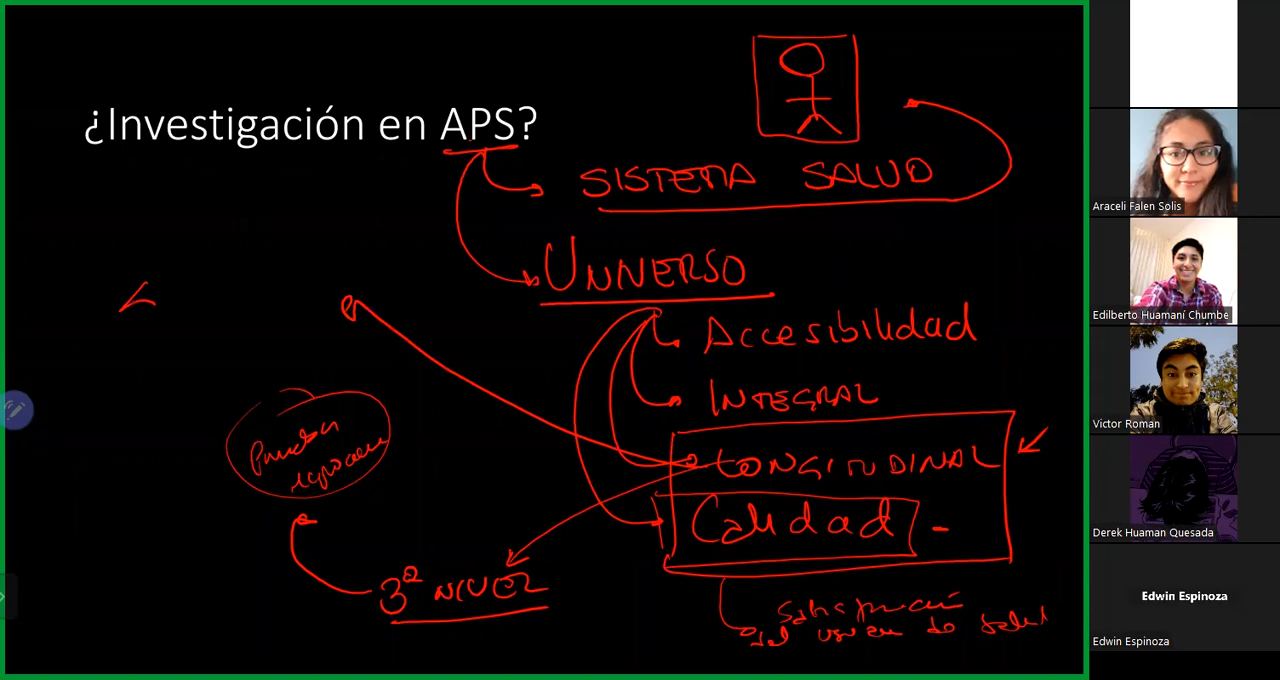 ¿Investigación en APS?
SISTEMA SALUD
UNIVERSO
Accesibilidad
INTEGRAL
LONGITUDINAL
Calidad -
3º NIVEL
Satisfacción
del usuario de salud
Araceli Falen Solis
Edilberto Huamaní Chumbe
Victor Roman
Derek Huaman Quesada
Edwin Espinoza
Edwin Espinoza